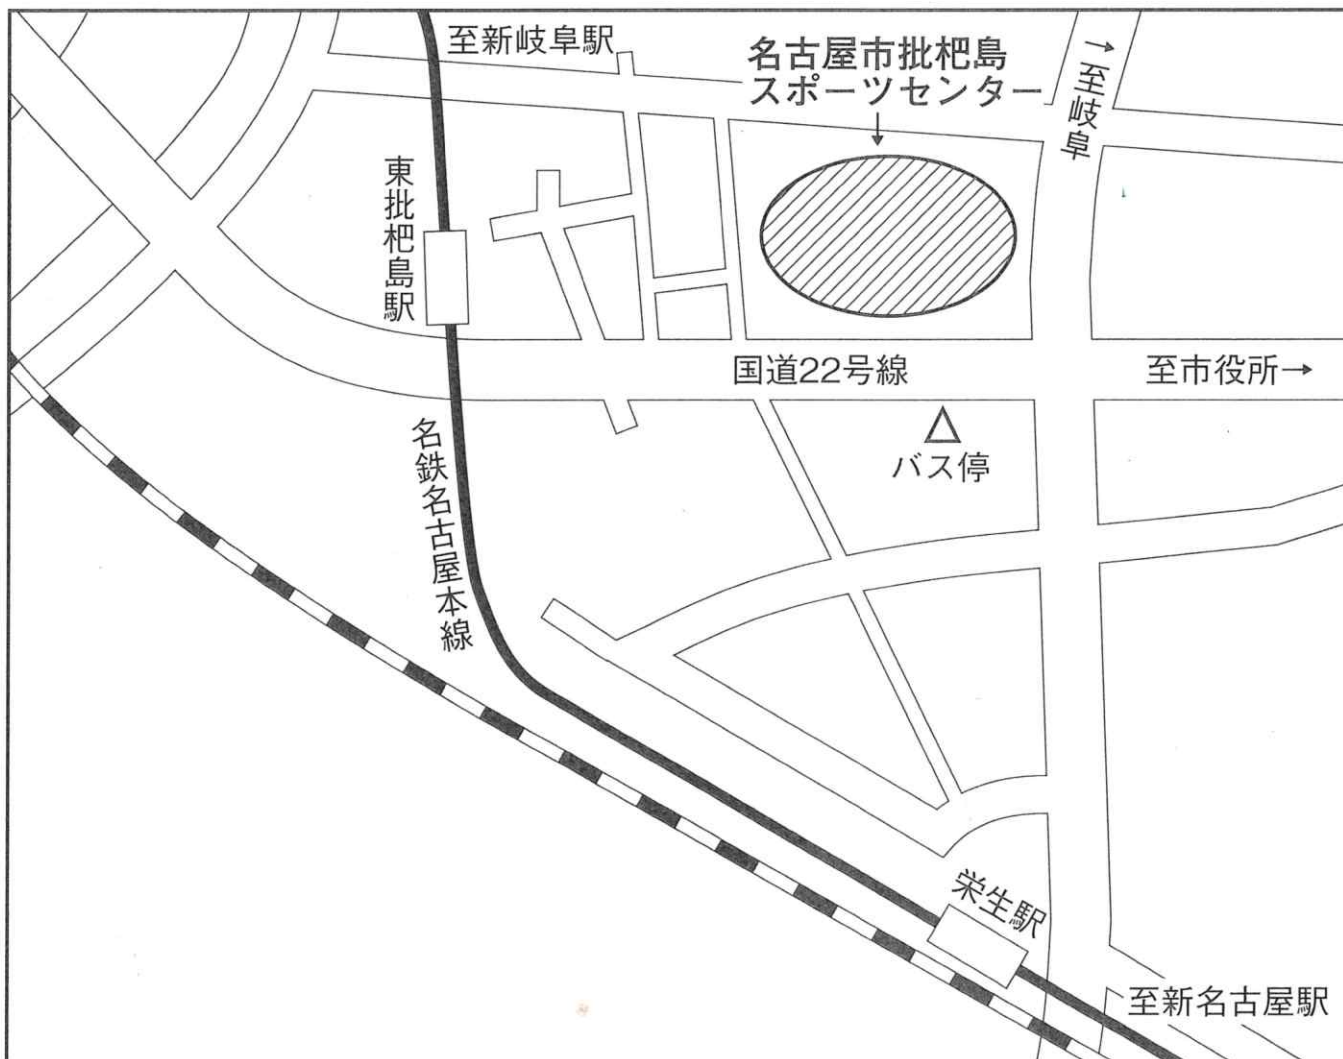 至新岐阜駅
名古屋市枇杷島
スポーツセンター
→至岐阜
東枇杷島駅
国道22号線
至市役所→
バス停
名鉄名古屋本線
栄生駅
至新名古屋駅